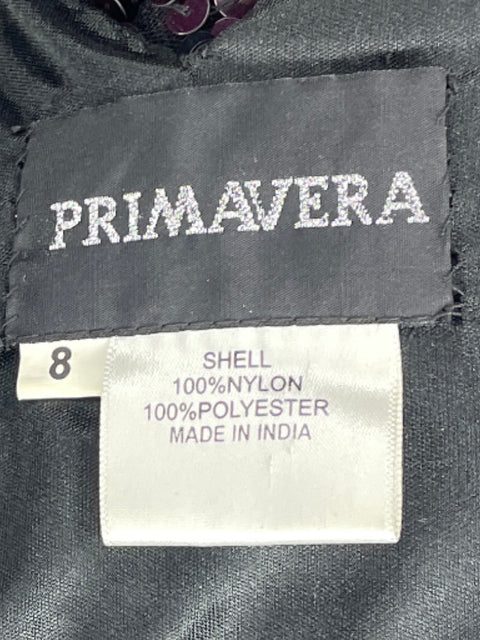 PRIMAVERA
8
SHELL
100%NYLON
100%POLYESTER
MADE IN INDIA